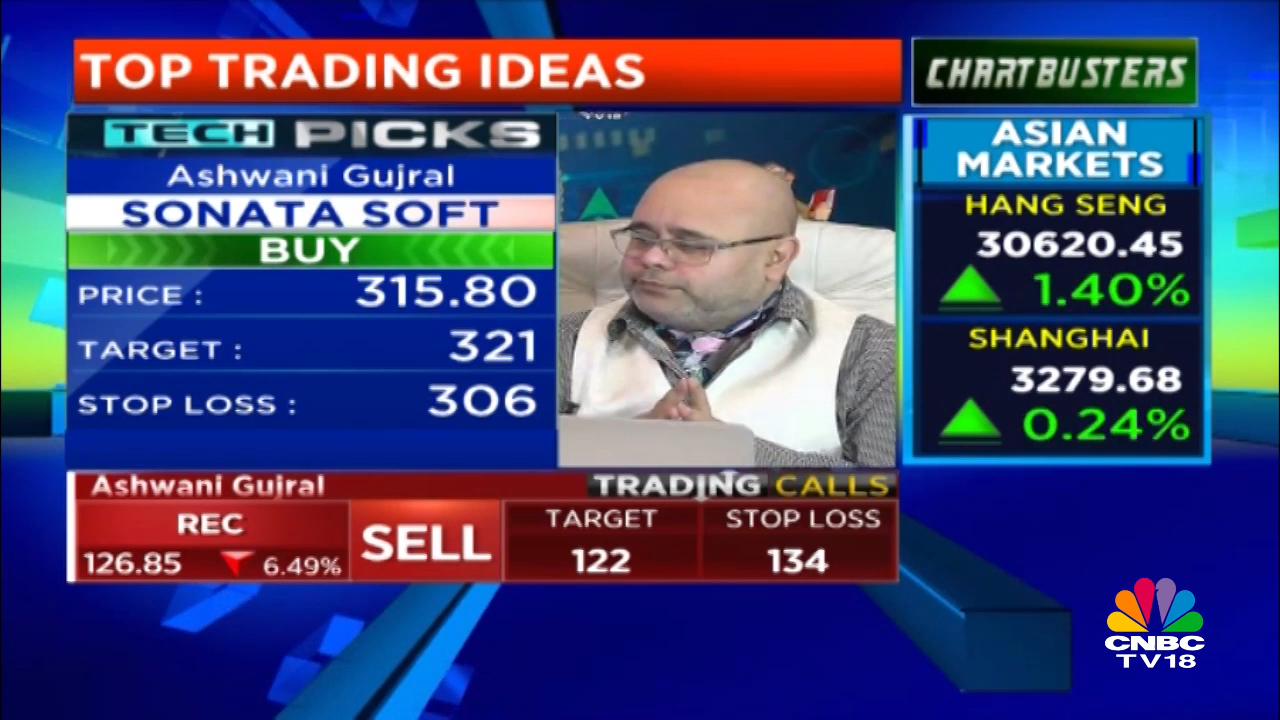 TOP TRADING IDEAS
CHARTBUSTERS
TECH PICKS
Ashwani Gujral
SONATA SOFT
BUY
PRICE : 315.80
TARGET : 321
STOP LOSS : 306
TV18
ASIAN
MARKETS
HANG SENG
30620.45
1.40%
SHANGHAI
3279.68
0.24%
Ashwani Gujral
TRADING CALLS
REC
126.85 6.49%
SELL
TARGET
122
STOP LOSS
134
CNBC
TV18